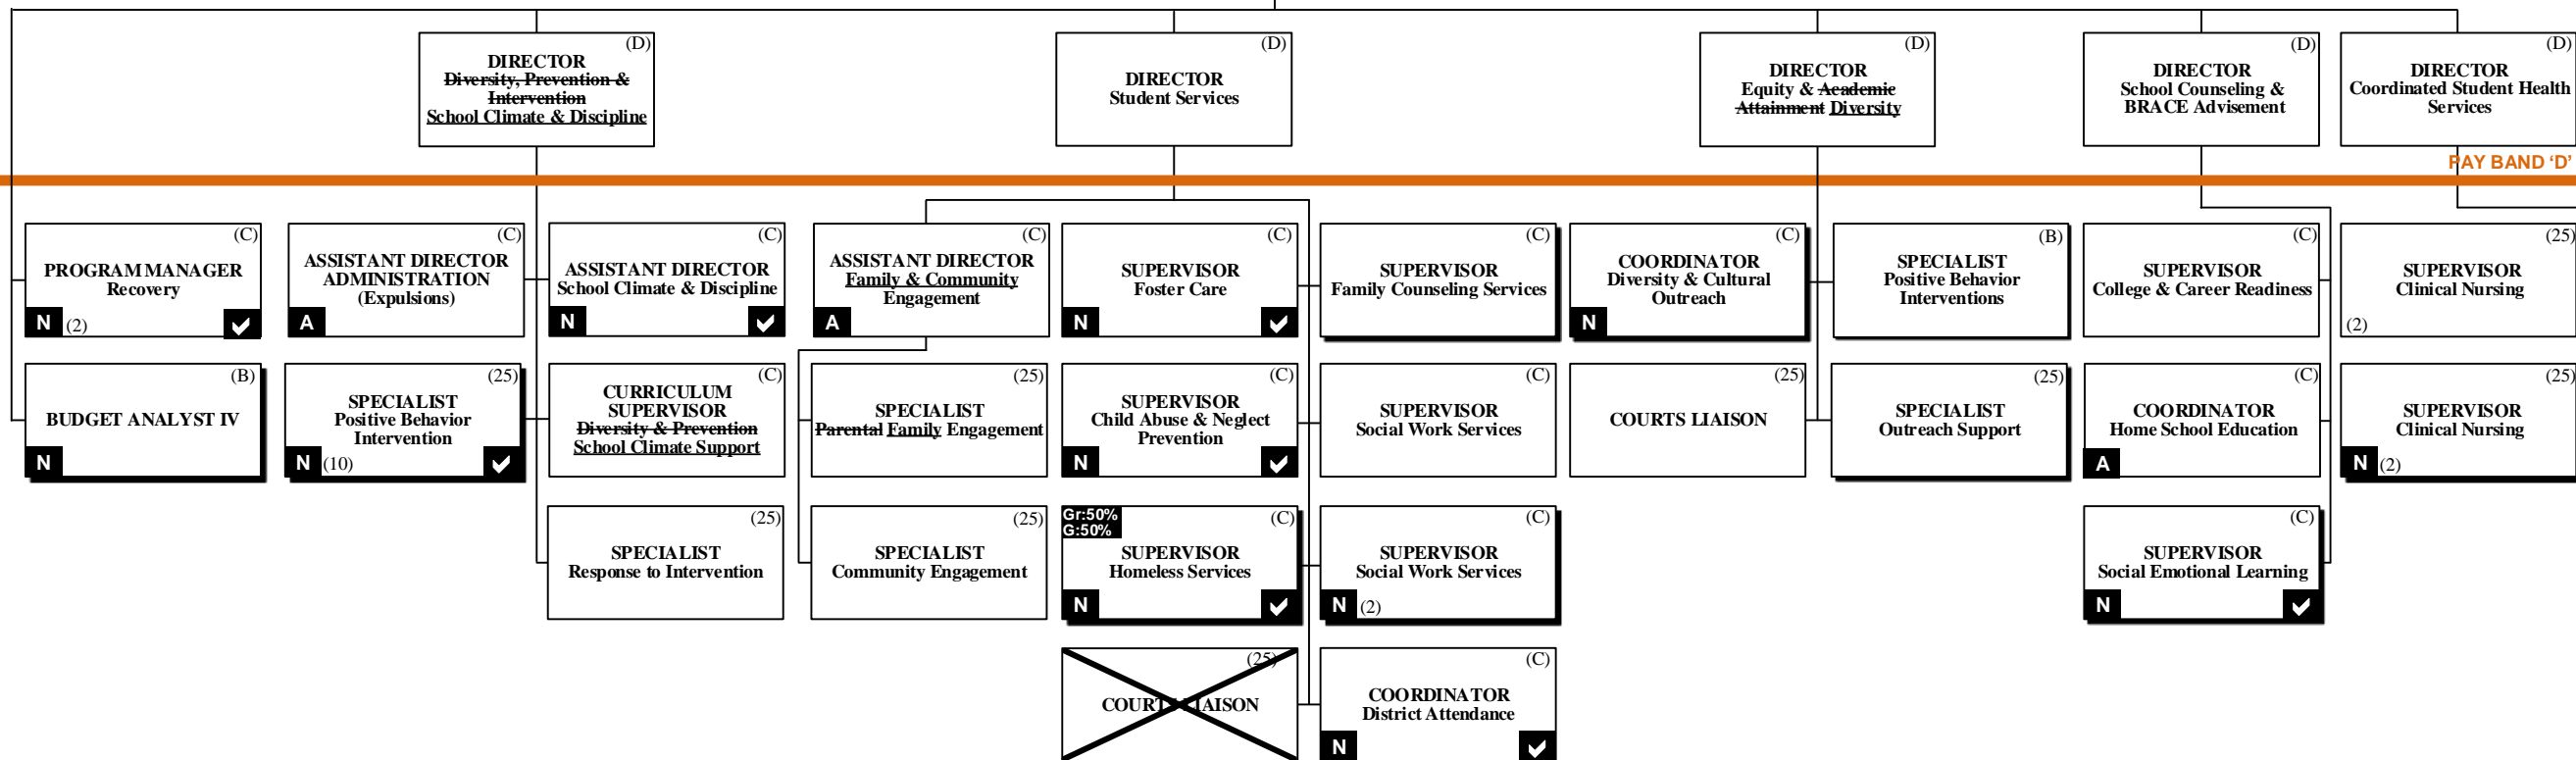 (D)
DIRECTOR
Diversity, Prevention &
Intervention
School Climate & Discipline
(D)
DIRECTOR
Student Services
(D)
DIRECTOR
Equity & Academic
Attainment Diversity
(D)
DIRECTOR
School Counseling &
BRACE Advisement
(D)
DIRECTOR
Coordinated Student Health
Services
PAY BAND ‘D’
(C)
PROGRAM MANAGER
Recovery
N (2)
(C)
ASSISTANT DIRECTOR
ADMINISTRATION
(Expulsions)
A
(C)
ASSISTANT DIRECTOR
School Climate & Discipline
N
(C)
ASSISTANT DIRECTOR
Family & Community
Engagement
A
(C)
SUPERVISOR
Foster Care
N
(C)
SUPERVISOR
Family Counseling Services
(C)
COORDINATOR
Diversity & Cultural
Outreach
N
(B)
SPECIALIST
Positive Behavior
Interventions
(C)
SUPERVISOR
College & Career Readiness
(25)
SUPERVISOR
Clinical Nursing
(2)
(B)
BUDGET ANALYST IV
N
(25)
SPECIALIST
Positive Behavior
Intervention
N (10)
(C)
CURRICULUM
SUPERVISOR
Diversity & Prevention
School Climate Support
(25)
SPECIALIST
Parental Family Engagement
(C)
SUPERVISOR
Child Abuse & Neglect
Prevention
N
(C)
SUPERVISOR
Social Work Services
(25)
COURTS LIAISON
(25)
SPECIALIST
Outreach Support
(C)
COORDINATOR
Home School Education
A
(25)
SUPERVISOR
Clinical Nursing
N (2)
(25)
SPECIALIST
Response to Intervention
(25)
SPECIALIST
Community Engagement
Gr:50%
G:50%
(C)
SUPERVISOR
Homeless Services
N
(C)
SUPERVISOR
Social Work Services
N (2)
(C)
SUPERVISOR
Social Emotional Learning
N
(25)
COURTS LIAISON
(C)
COORDINATOR
District Attendance
N